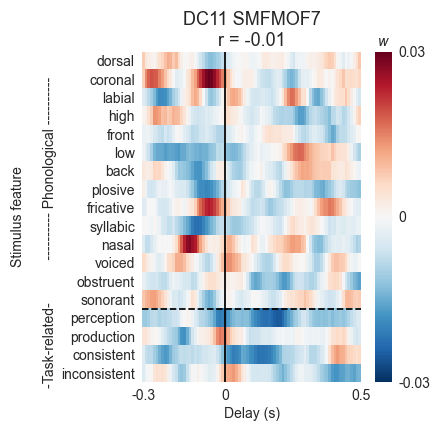 DC11 SMFMOF7
r = -0.01
w
dorsal
coronal
labial
high
front
low
back
plosive
fricative
syllabic
nasal
voiced
obstruent
sonorant
perception
production
consistent
inconsistent
Stimulus feature
-Task-related- ---------- Phonological ----------
-0.3 0 0.5
Delay (s)
0.03
0
-0.03